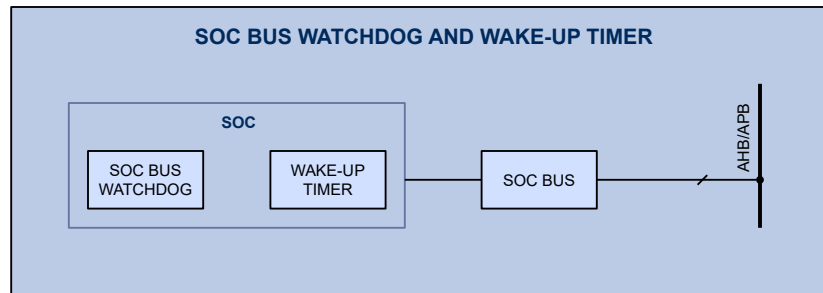 SOC BUS WATCHDOG AND WAKE-UP TIMER
SOC
SOC BUS
WATCHDOG
WAKE-UP
TIMER
SOC BUS
AHB/APB